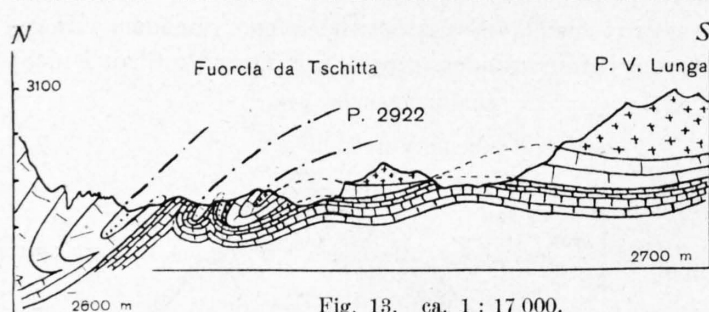 N S
Fuorcla da Tschitta P. V. Lunga
3100
P. 2922
2700 m
2600 m
Fig. 13. ca. 1 : 17 000.